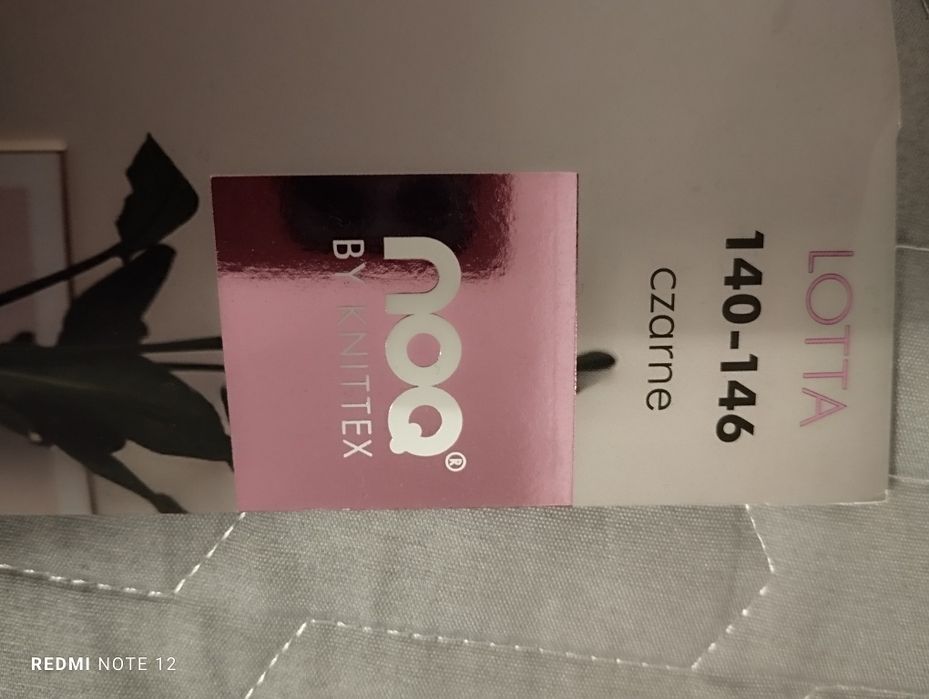 LOTTA
140-146
czarne
noq®
BY KNITTEX
REDMI NOTE 12